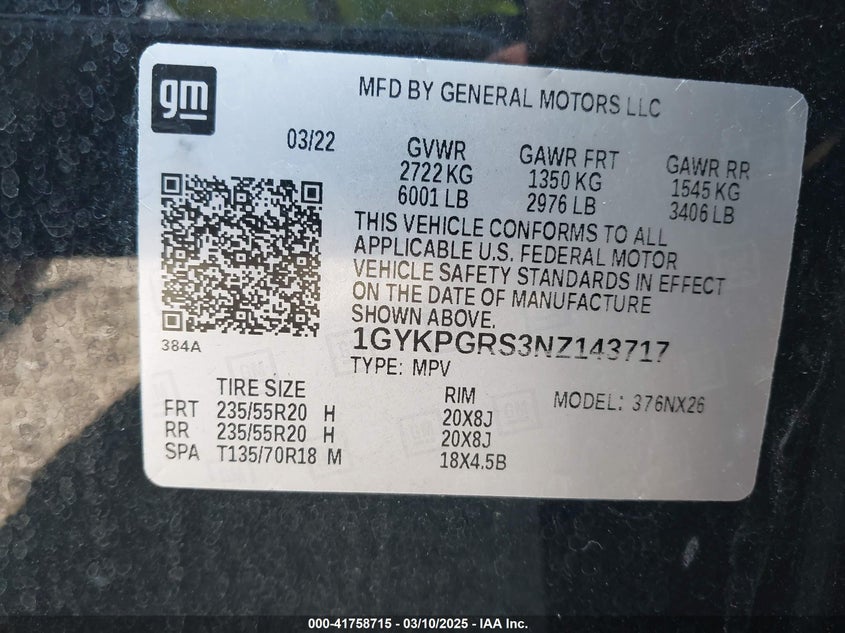 gm
MFD BY GENERAL MOTORS LLC
03/22
GVWR GAWR FRT GAWR RR
2722 KG 1350 KG 1545 KG
6001 LB 2976 LB 3406 LB
THIS VEHICLE CONFORMS TO ALL
APPLICABLE U.S. FEDERAL MOTOR
VEHICLE SAFETY STANDARDS IN EFFECT
ON THE DATE OF MANUFACTURE
SHOWN ABOVE.
384A
1GYKPGRS3NZ143717
TYPE: MPV
TIRE SIZE RIM MODEL: 376NX26
FRT 235/55R20 H 20X8J
RR 235/55R20 H 20X8J
SPA T135/70R18 M 18X4.5B
000-41758715 — 03/10/2025 — IAA Inc.